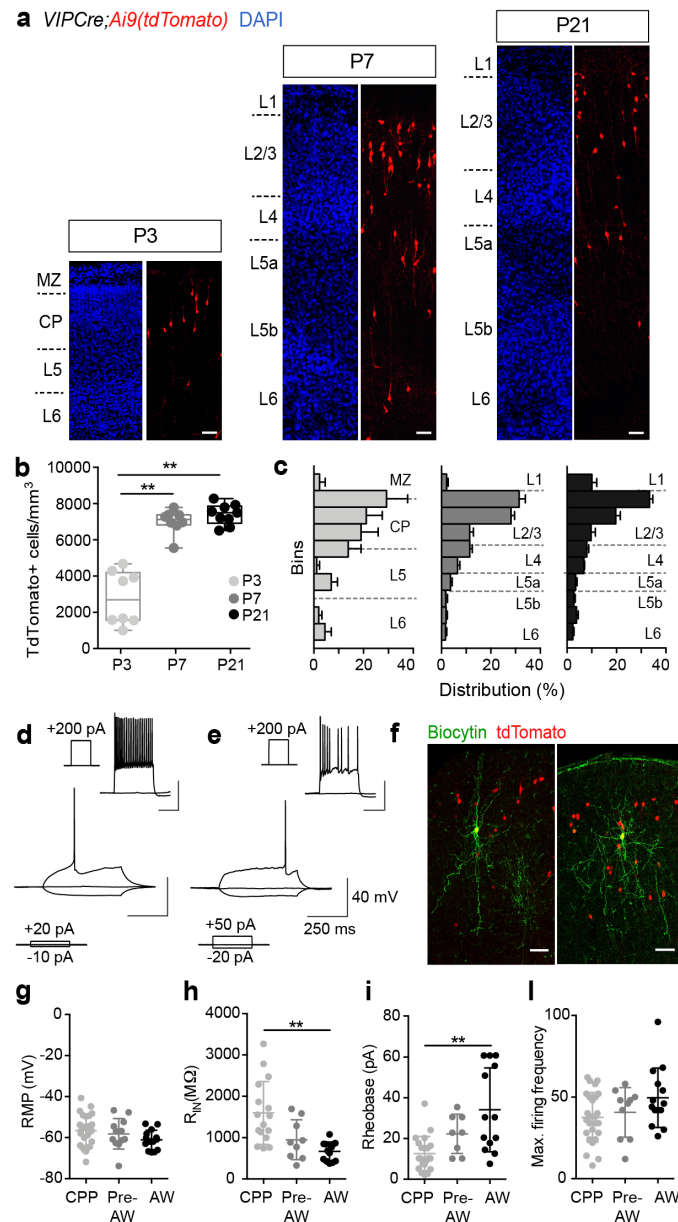 a VIPCre;Ai9(tdTomato) DAPI
P3
MZ
CP
L5
L6
P7
L1
L2/3
L4
L5a
L5b
L6
P21
L1
L2/3
L4
L5a
L5b
L6
b
TdTomato+ cells/mm3
10000
8000
6000
4000
2000
0
**
**
P3
P7
P21
P3 P7 P21
c
Bins
MZ
CP
L5
L6
0 20 40
L1
L2/3
L4
L5a
L5b
L6
0 20 40
L1
L2/3
L4
L5a
L5b
L6
0 20 40
Distribution (%)
d
+200 pA
+20 pA
-10 pA
e
+200 pA
40 mV
250 ms
+50 pA
-20 pA
f
Biocytin tdTomato
g
RMP (mV)
0
-20
-40
-60
-80
CPP Pre- AW
AW
h
RIN(MΩ)
4000
3000
2000
1000
0
**
CPP Pre- AW
AW
i
Rheobase (pA)
80
60
40
20
0
**
CPP Pre- AW
AW
l
Max. firing frequency
100
50
0
CPP Pre- AW
AW